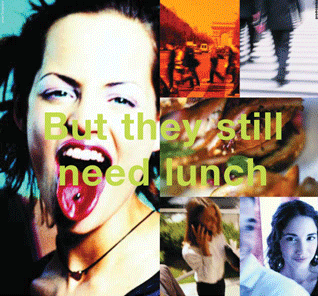 But they still
need lunch